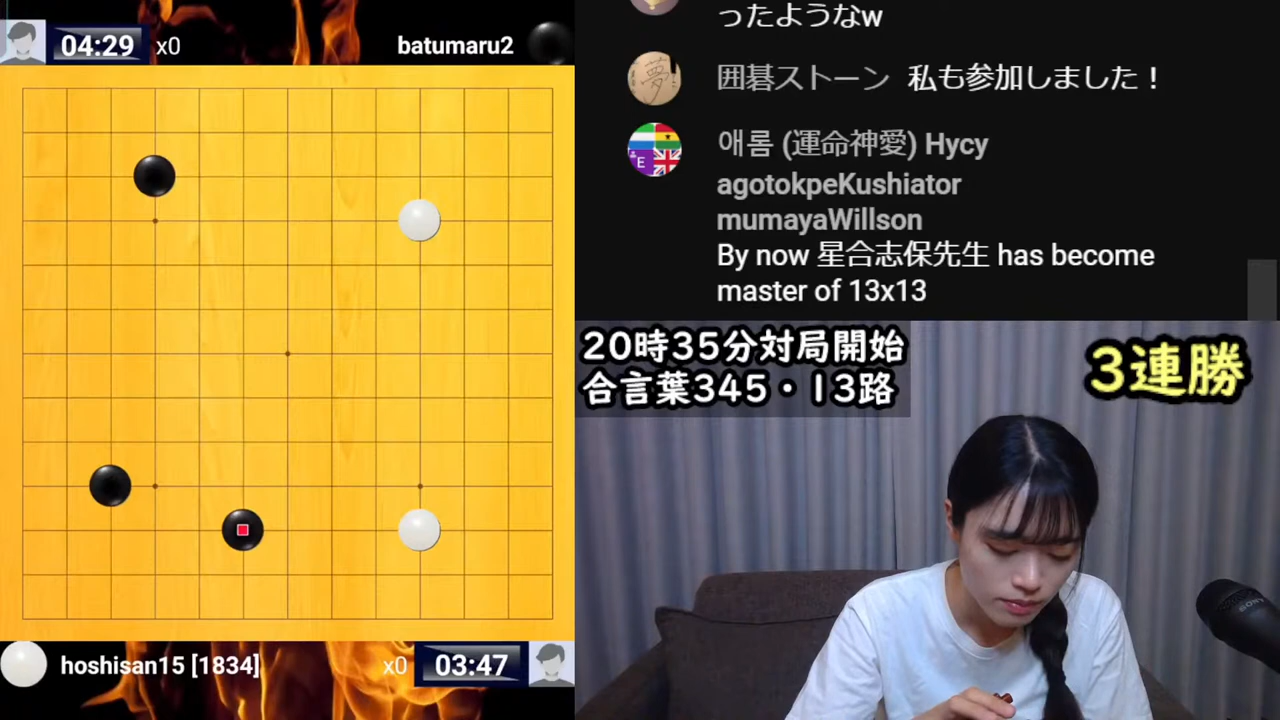 04:29 x0 batumaru2
ったようなw
囲碁ストーン 私も参加しました！
애롬 (運命神愛) Hycy
agotokpeKushiator
mumayaWillson
By now 星合志保先生 has become
master of 13x13
20時35分対局開始
合言葉345・13路
3連勝
E
SONY
hoshisan15 [1834] x0 03:47